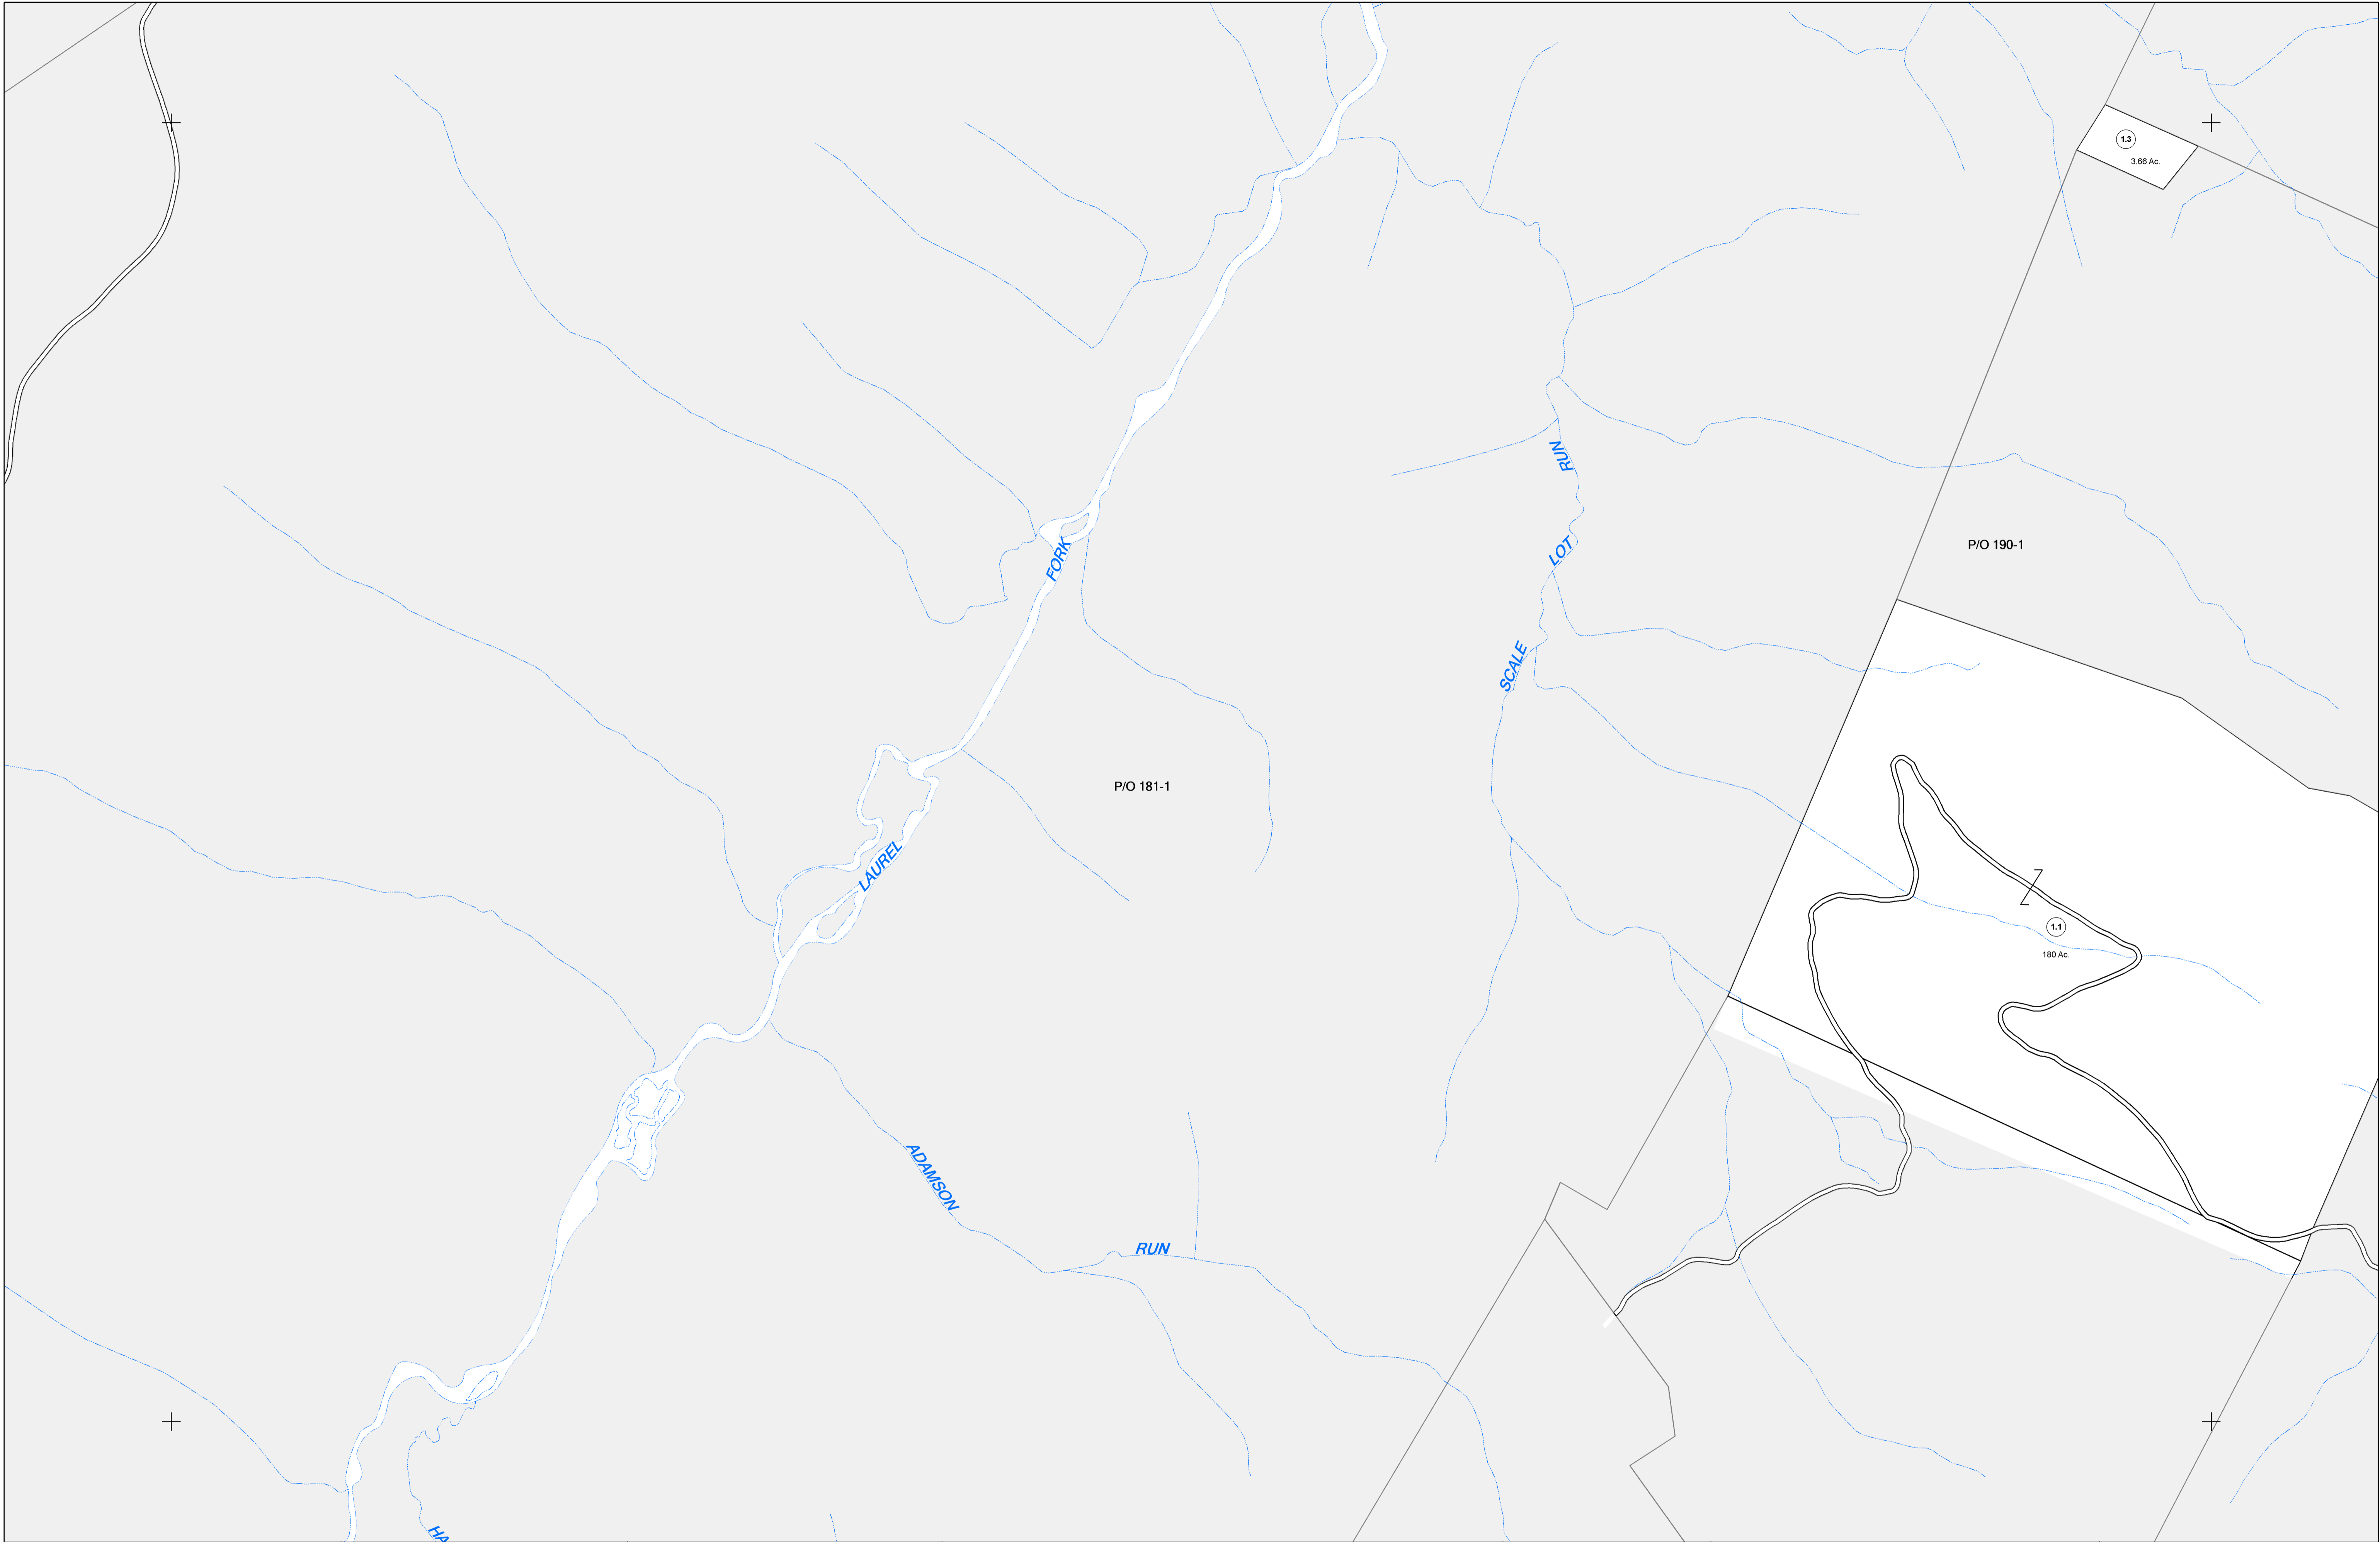 1.3
3.66 Ac.
RUN
LOT
SCALE
FORK
LAUREL
P/O 190-1
P/O 181-1
1.1
180 Ac.
ADAMSON
RUN
HA